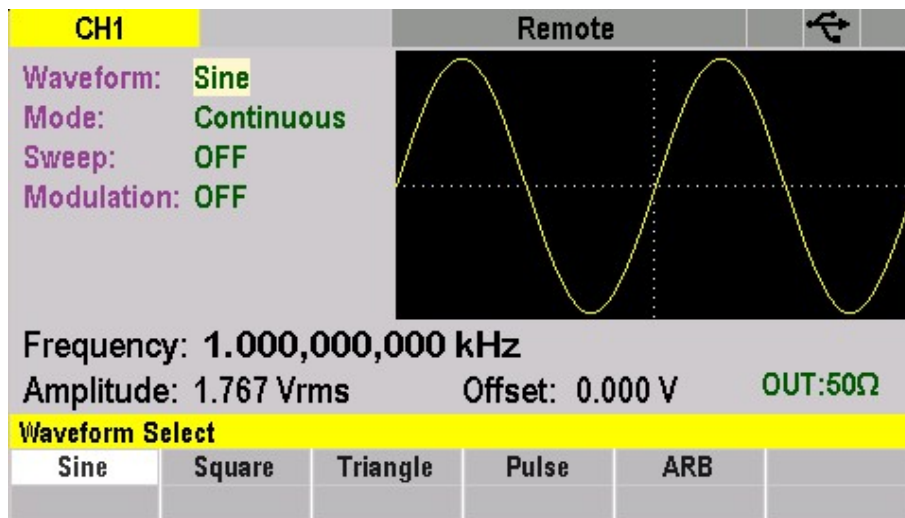 CH1 Remote
Waveform: Sine
Mode: Continuous
Sweep: OFF
Modulation: OFF
Frequency: 1.000,000,000 kHz
Amplitude: 1.767 Vrms Offset: 0.000 V OUT:50Ω
Waveform Select
Sine Square Triangle Pulse ARB